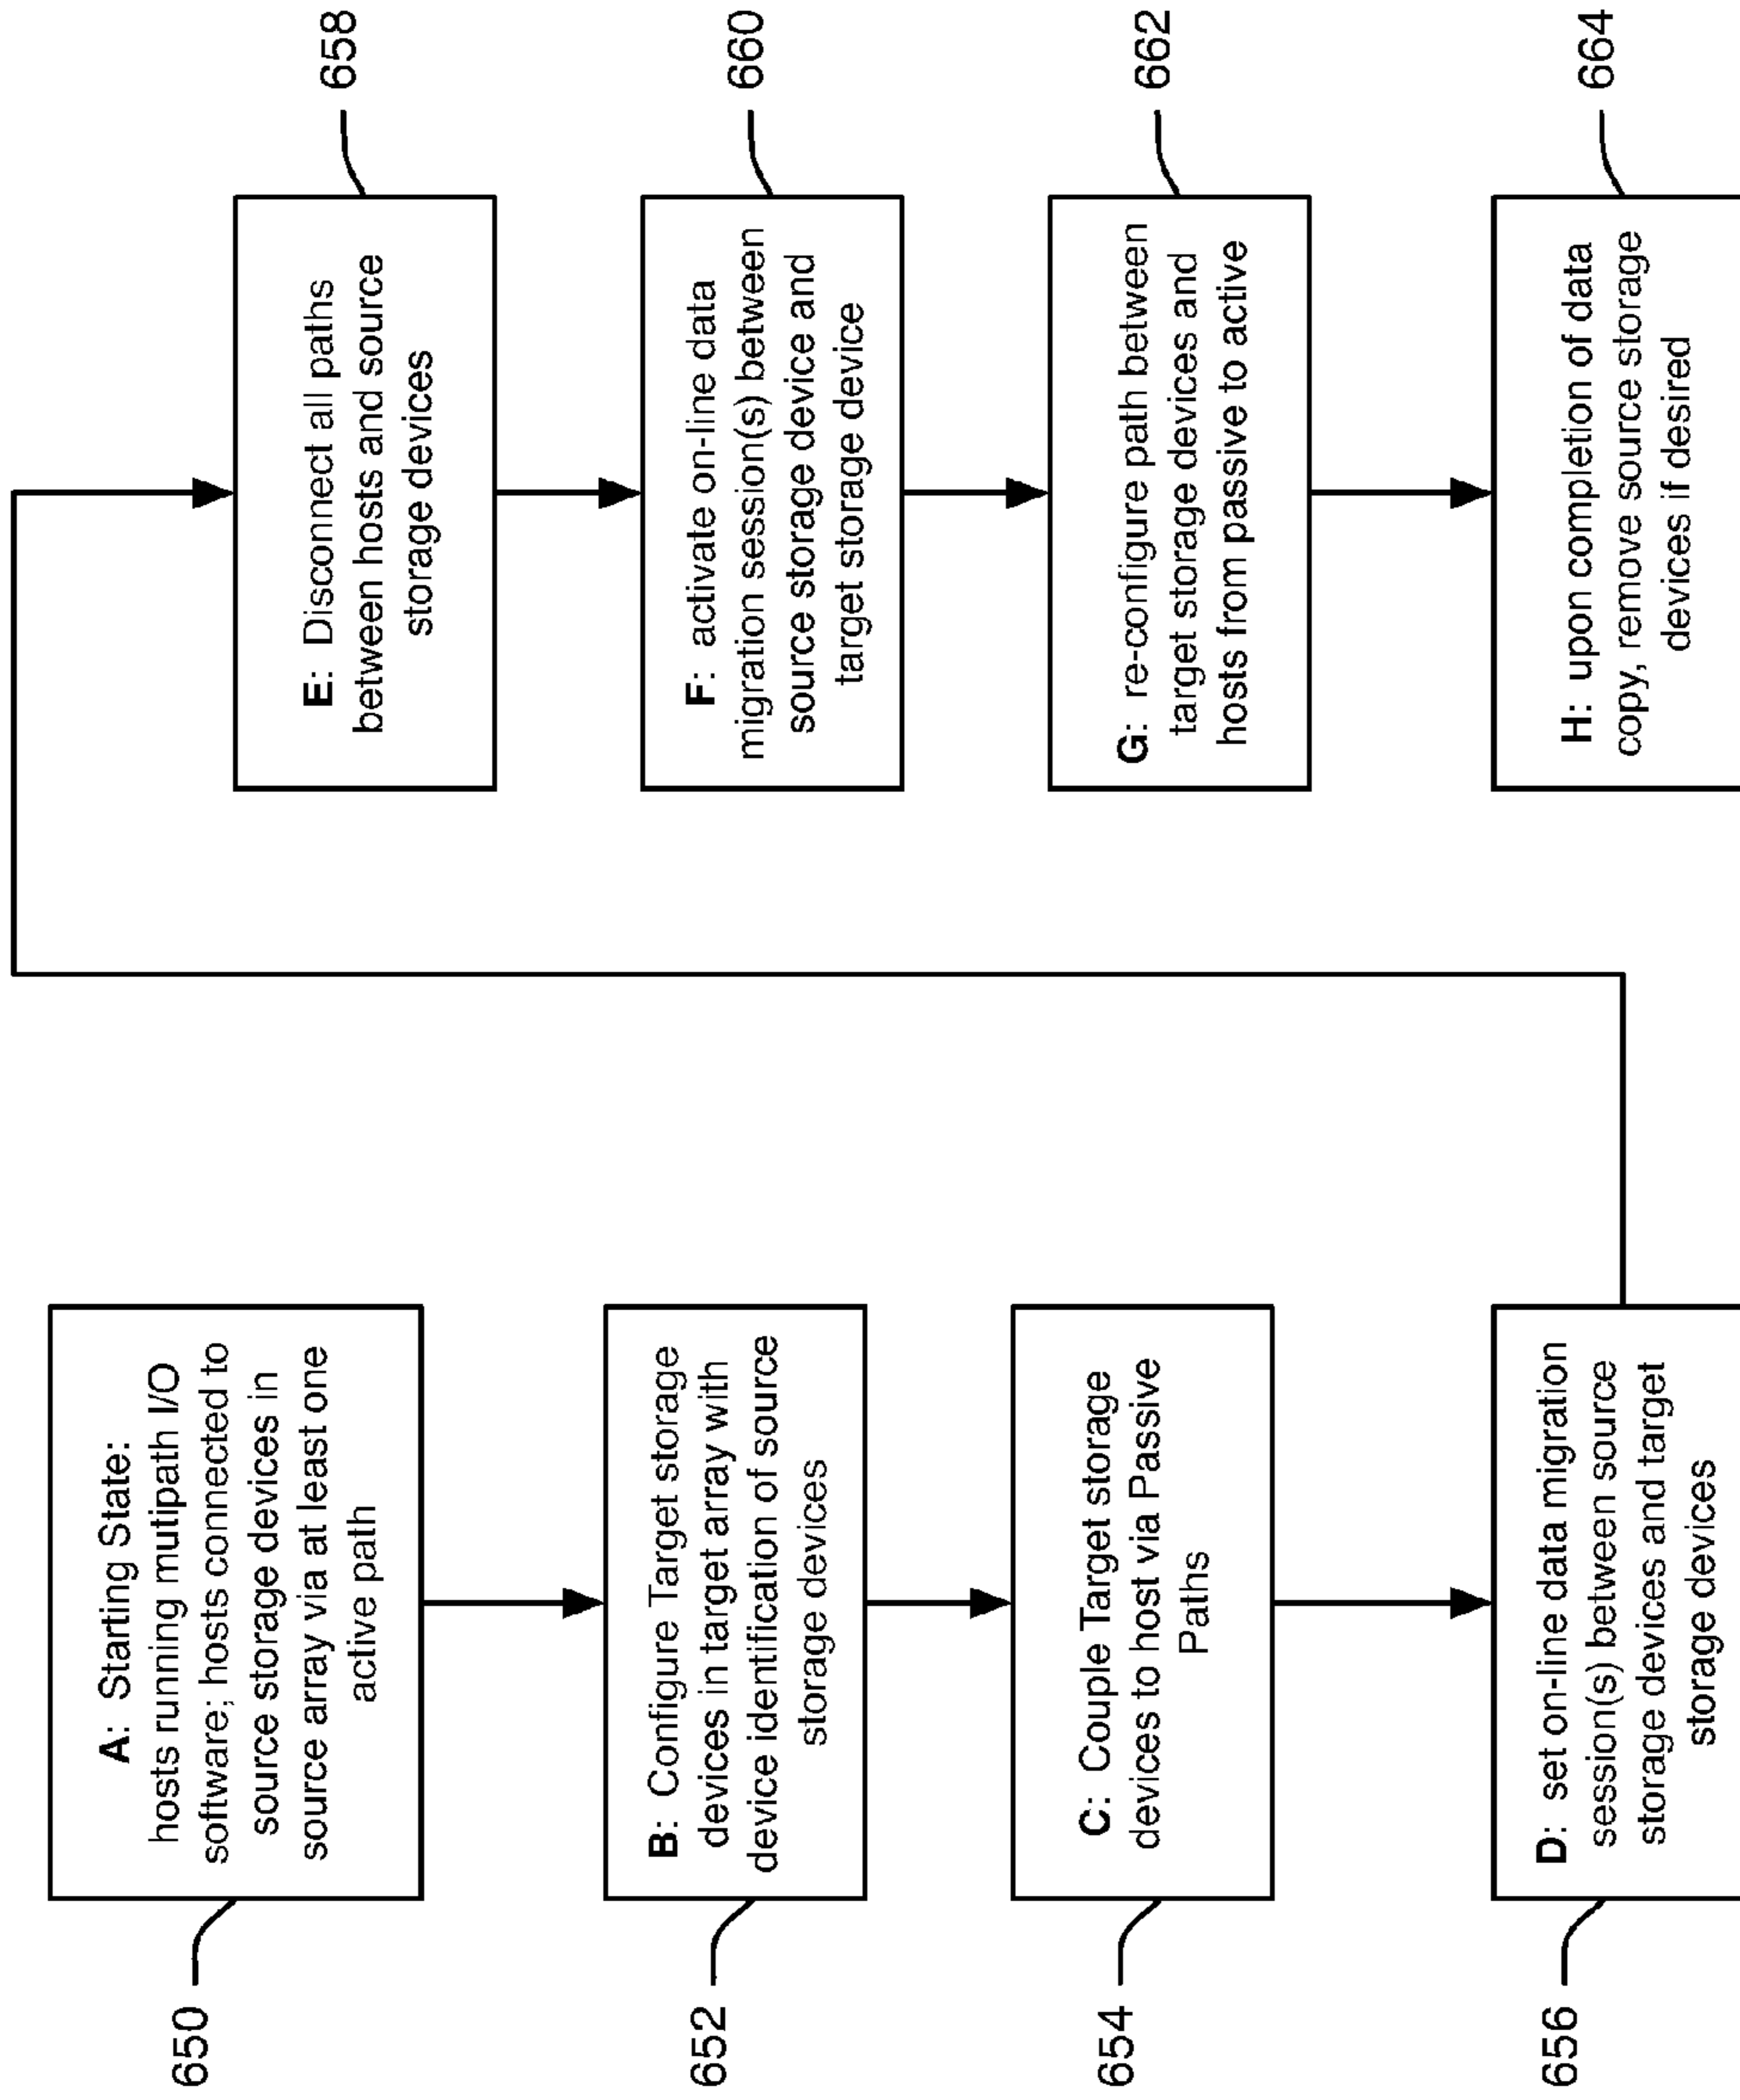 650
A: Starting State:
hosts running mutipath I/O
software; hosts connected to
source storage devices in
source array via at least one
active path
652
B: Configure Target storage
devices in target array with
device identification of source
storage devices
654
C: Couple Target storage
devices to host via Passive
Paths
656
D: set on-line data migration
session(s) between source
storage devices and target
storage devices
E: Disconnect all paths
between hosts and source
storage devices
658
F: activate on-line data
migration session(s) between
source storage device and
target storage device
660
G: re-configure path between
target storage devices and
hosts from passive to active
662
H: upon completion of data
copy, remove source storage
devices if desired
664